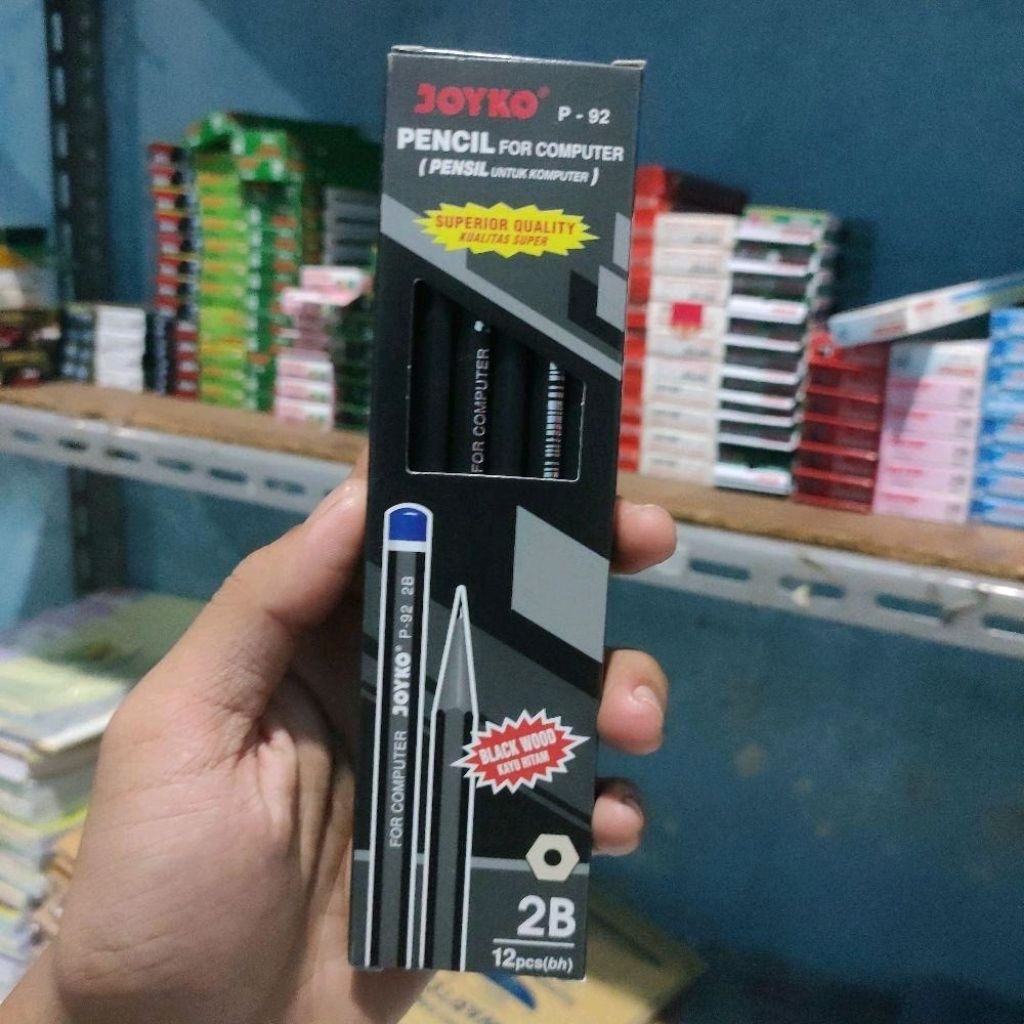 JOYKO®
P - 92
PENCIL FOR COMPUTER
( PENSIL UNTUK KOMPUTER )
SUPERIOR QUALITY
KUALITAS SUPER
FOR COMPUTER
FOR COMPUTER JOYKO® P-92 2B
BLACK WOOD
KAYU HITAM
2B
12pcs(bh)